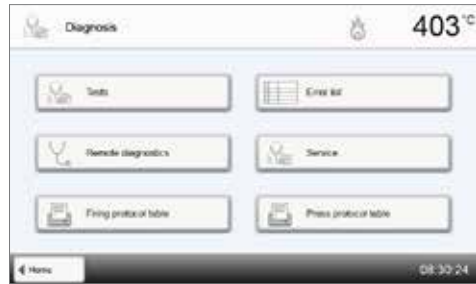 Diagnosis
403 °C
Tests
Error list
Remote diagnostics
Service
Firing protocol table
Press protocol table
Home
08:30:24